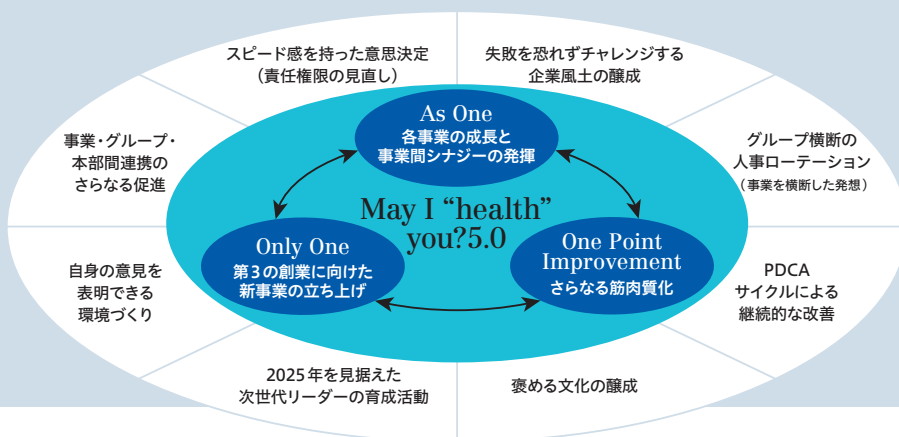 スピード感を持った意思決定
（責任権限の見直し）
失敗を恐れずチャレンジする
企業風土の醸成
事業・グループ・
本部間連携の
さらなる促進
グループ横断の
人事ローテーション
（事業を横断した発想）
As One
各事業の成長と
事業間シナジーの発揮
May I “health”
you?5.0
Only One
第3の創業に向けた
新事業の立ち上げ
One Point
Improvement
さらなる筋肉質化
自身の意見を
表明できる
環境づくり
PDCA
サイクルによる
継続的な改善
2025年を見据えた
次世代リーダーの育成活動
褒める文化の醸成